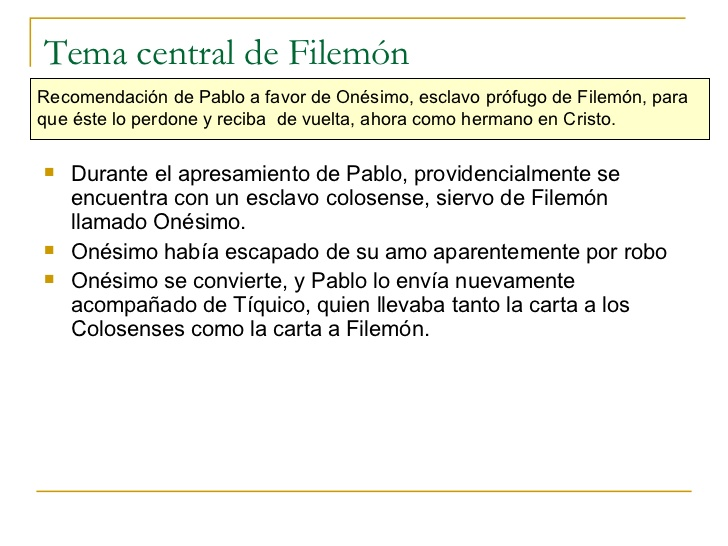 Tema central de Filemón
Recomendación de Pablo a favor de Onésimo, esclavo prófugo de Filemón, para
que éste lo perdone y reciba  de vuelta, ahora como hermano en Cristo.
Durante el apresamiento de Pablo, providencialmente se
encuentra con un esclavo colosense, siervo de Filemón
llamado Onésimo.
Onésimo había escapado de su amo aparentemente por robo
Onésimo se convierte, y Pablo lo envía nuevamente
acompañado de Tíquico, quien llevaba tanto la carta a los
Colosenses como la carta a Filemón.